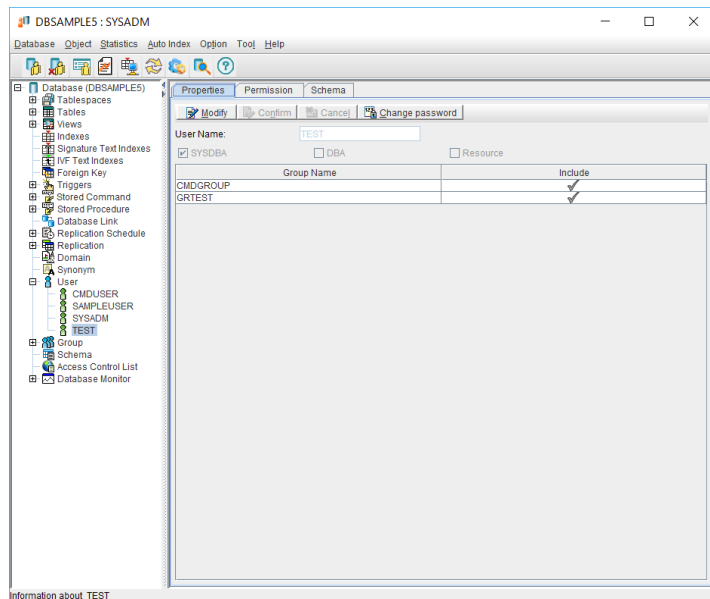 DBSAMPLE5 : SYSADM
Database Object Statistics Auto Index Option Tool Help
Database (DBSAMPLE5)
Tablespaces
Tables
Views
Indexes
Signature Text Indexes
IVF Text Indexes
Foreign Key
Triggers
Stored Command
Stored Procedure
Database Link
Replication Schedule
Replication
Domain
Synonym
User
CMDUSER
SAMPLEUSER
SYSADM
TEST
Group
Schema
Access Control List
Database Monitor
Properties Permission Schema
Modify Confirm Cancel Change password
User Name: TEST
SYSDBA DBA Resource
Group Name Include
CMDGROUP
GRTEST
Information about TEST